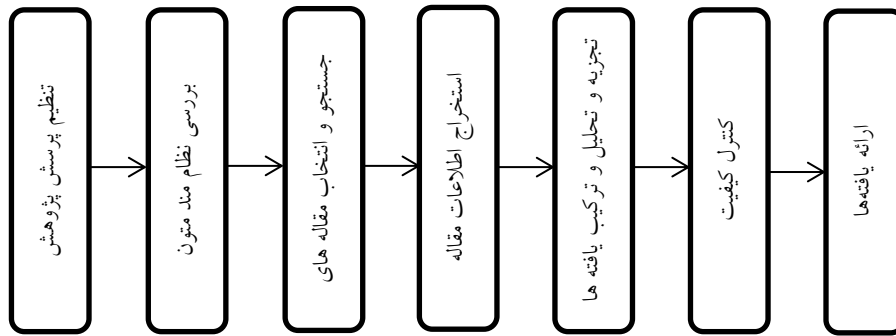 تنظیم پرسش پژوهش
بررسی نظام مند متون
جستجو و انتخاب مقاله های
استخراج اطلاعات مقاله
تجزیه و تحلیل و ترکیب یافته ها
کنترل کیفیت
ارائه یافته‌ها